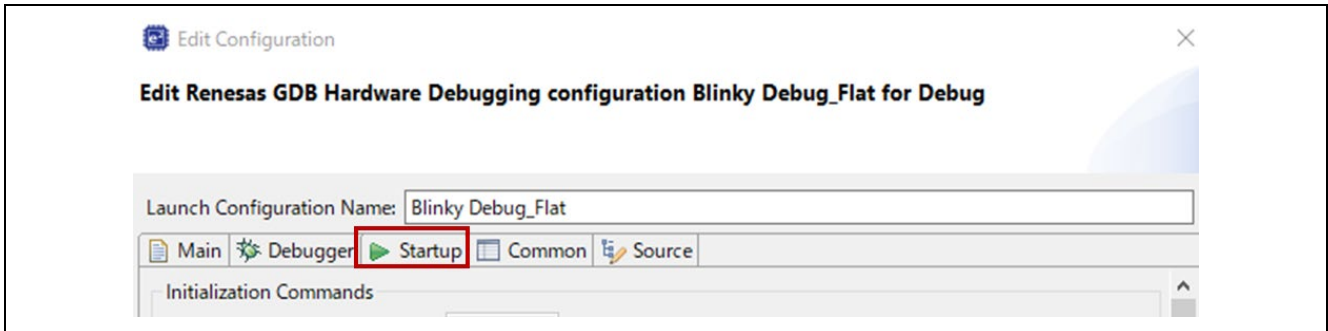 Edit Configuration
Edit Renesas GDB Hardware Debugging configuration Blinky Debug_Flat for Debug
Launch Configuration Name: Blinky Debug_Flat
Main Debugger Startup Common Source
Initialization Commands